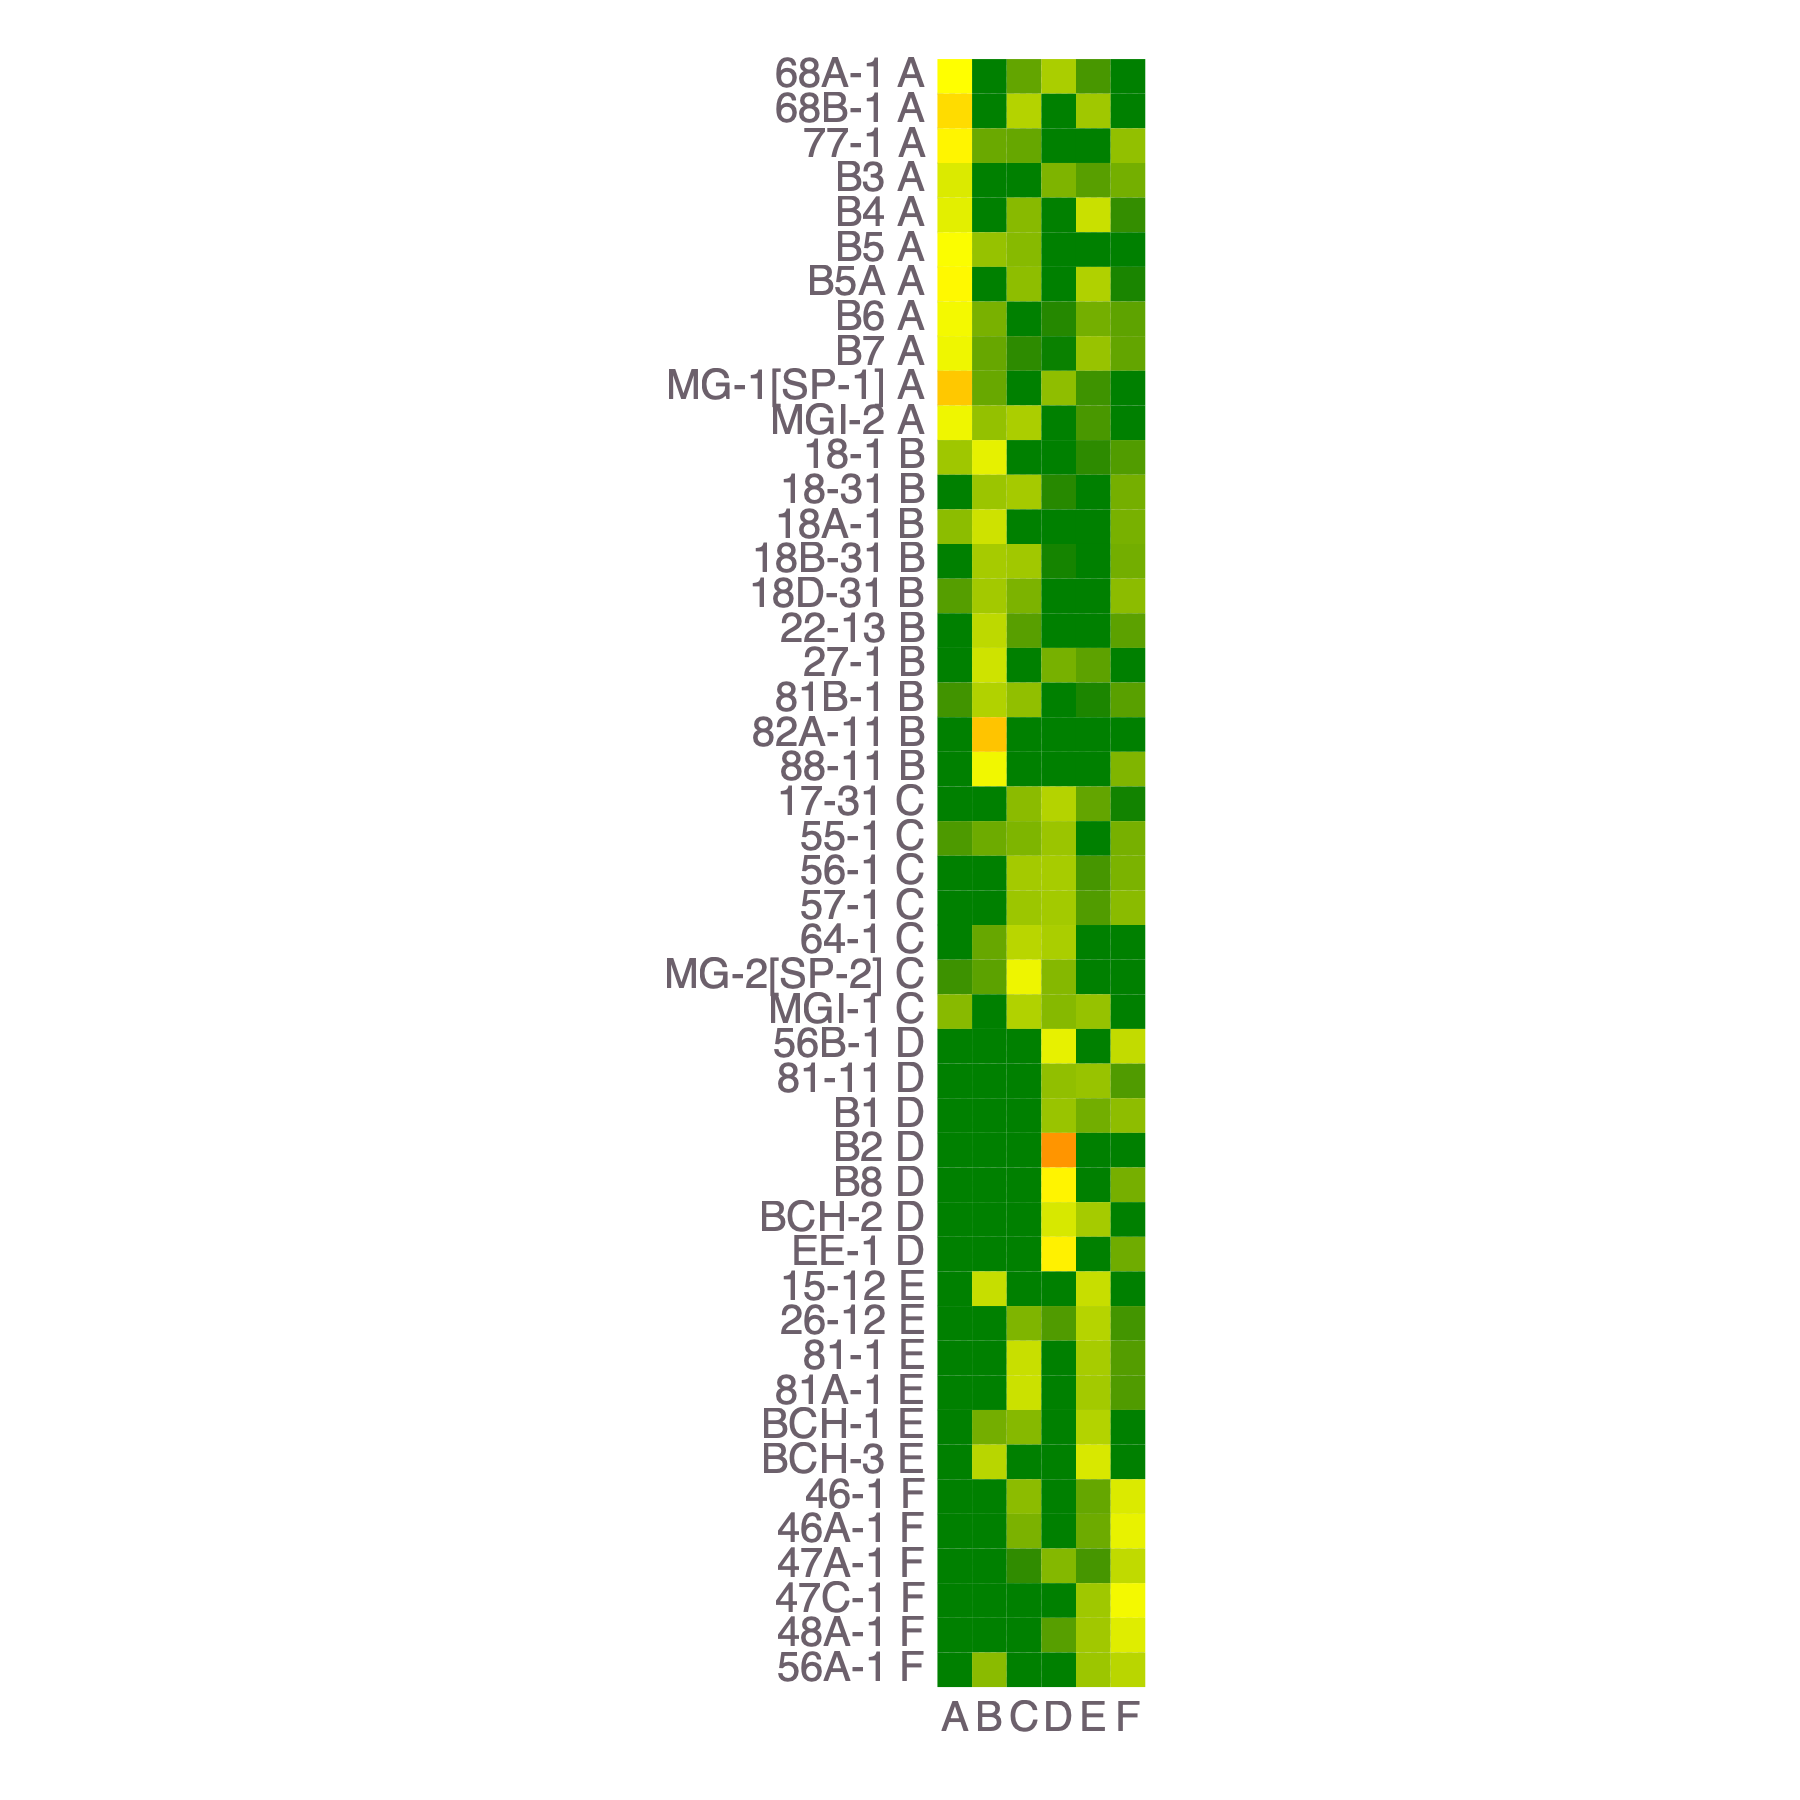 68A-1 A
68B-1 A
77-1 A
B3 A
B4 A
B5 A
B5A A
B6 A
B7 A
MG-1[SP-1] A
MGI-2 A
18-1 B
18-31 B
18A-1 B
18B-31 B
18D-31 B
22-13 B
27-1 B
81B-1 B
82A-11 B
88-11 B
17-31 C
55-1 C
56-1 C
57-1 C
64-1 C
MG-2[SP-2] C
MGI-1 C
56B-1 D
81-11 D
B1 D
B2 D
B8 D
BCH-2 D
EE-1 D
15-12 E
26-12 E
81-1 E
81A-1 E
BCH-1 E
BCH-3 E
46-1 F
46A-1 F
47A-1 F
47C-1 F
48A-1 F
56A-1 F
A B C D E F